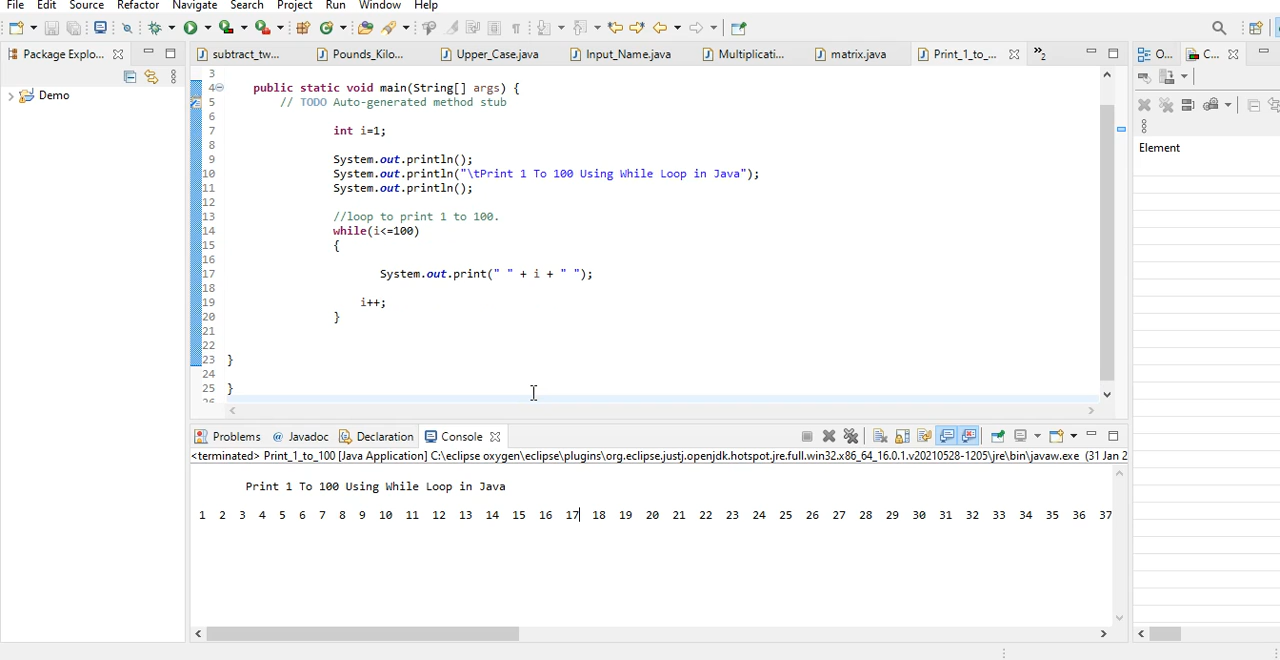 File Edit Source Refactor Navigate Search Project Run Window Help
Package Explo... subtract_tw... Pounds_Kilo... Upper_Case.java Input_Name.java Multiplicati... matrix.java Print_1_to_... »2 O... C...
Demo
Element
3
4 public static void main(String[] args) {
5 // TODO Auto-generated method stub
6
7 int i=1;
8
9 System.out.println();
10 System.out.println("\tPrint 1 To 100 Using While Loop in Java");
11 System.out.println();
12
13 //loop to print 1 to 100.
14 while(i<=100)
15 {
16
17 System.out.print(" " + i + " ");
18
19 i++;
20 }
21
22
23 }
24
25 }
26
Problems @ Javadoc Declaration Console
<terminated> Print_1_to_100 [Java Application] C:\eclipse oxygen\eclipse\plugins\org.eclipse.justj.openjdk.hotspot.jre.full.win32.x86_64_16.0.1.v20210528-1205\jre\bin\javaw.exe (31 Jan 2
Print 1 To 100 Using While Loop in Java
1 2 3 4 5 6 7 8 9 10 11 12 13 14 15 16 17 18 19 20 21 22 23 24 25 26 27 28 29 30 31 32 33 34 35 36 37